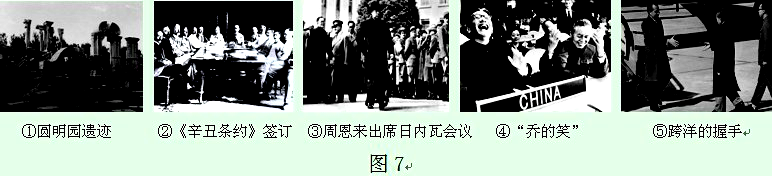 CHINA
①圆明园遗迹
②《辛丑条约》签订
③周恩来出席日内瓦会议
④“乔的笑”
⑤跨洋的握手
图 7